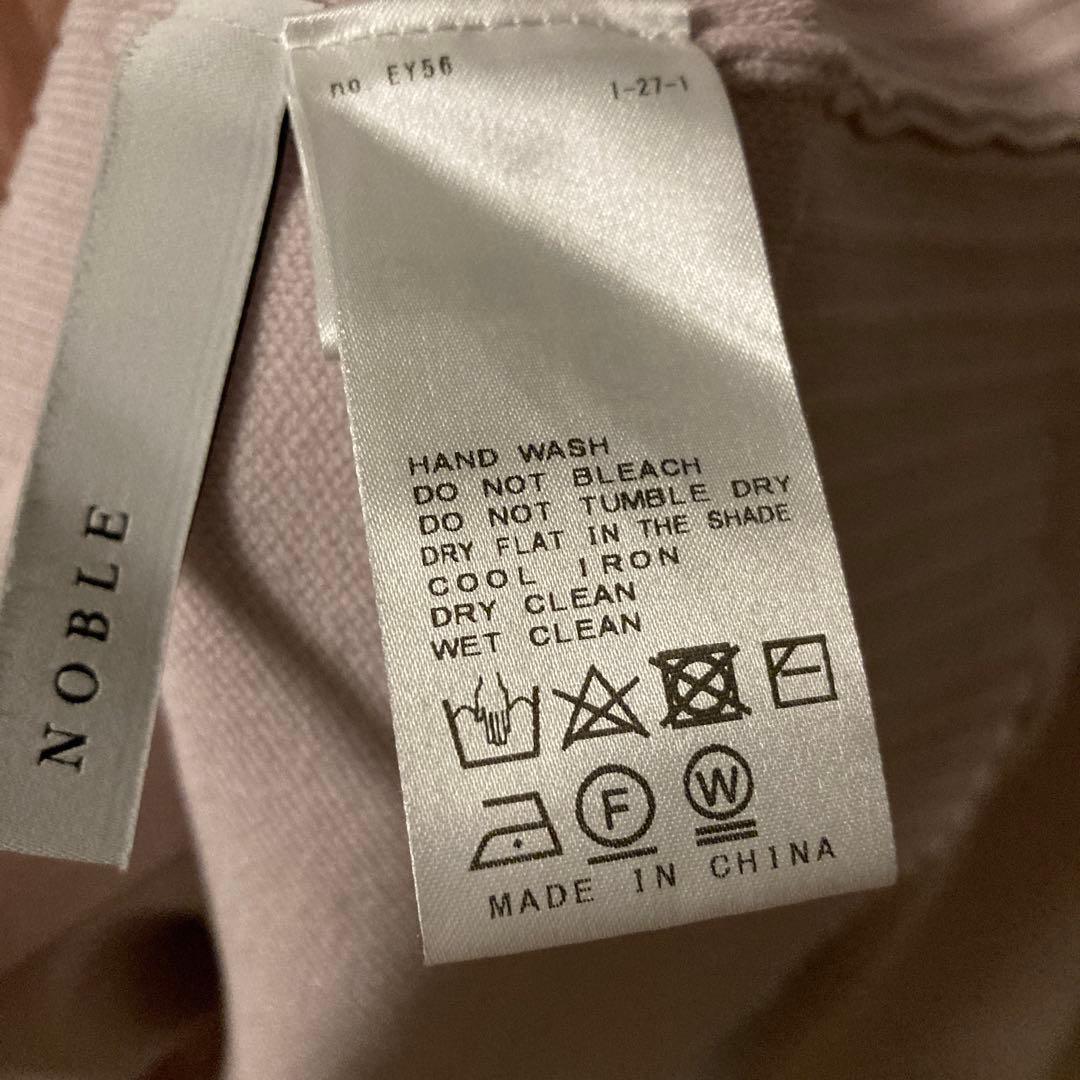 NOBLE
no. EY56
1-27-1
HAND WASH
DO NOT BLEACH
DO NOT TUMBLE DRY
DRY FLAT IN THE SHADE
COOL IRON
DRY CLEAN
WET CLEAN
F
W
MADE IN CHINA